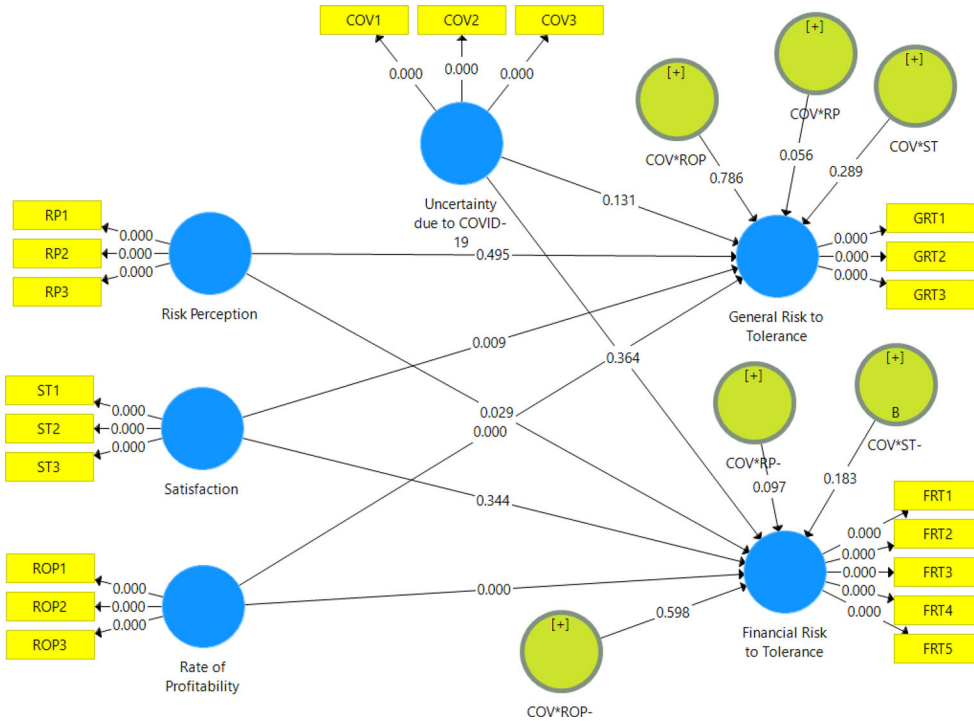 COV1
COV2
COV3
0.000
0.000
0.000
Uncertainty
due to COVID-
19
[+]
COV*ROP
[+]
COV*RP
[+]
COV*ST
0.786
0.056
0.289
0.131
RP1
RP2
RP3
0.000
0.000
0.000
Risk Perception
0.495
General Risk to
Tolerance
0.000
0.000
0.000
GRT1
GRT2
GRT3
0.009
0.364
ST1
ST2
ST3
0.000
0.000
0.000
Satisfaction
0.029
0.000
0.344
[+]
COV*RP-
[+]
B
COV*ST-
0.097
0.183
ROP1
ROP2
ROP3
0.000
0.000
0.000
Rate of
Profitability
0.000
[+]
COV*ROP-
0.598
Financial Risk
to Tolerance
0.000
0.000
0.000
0.000
0.000
FRT1
FRT2
FRT3
FRT4
FRT5